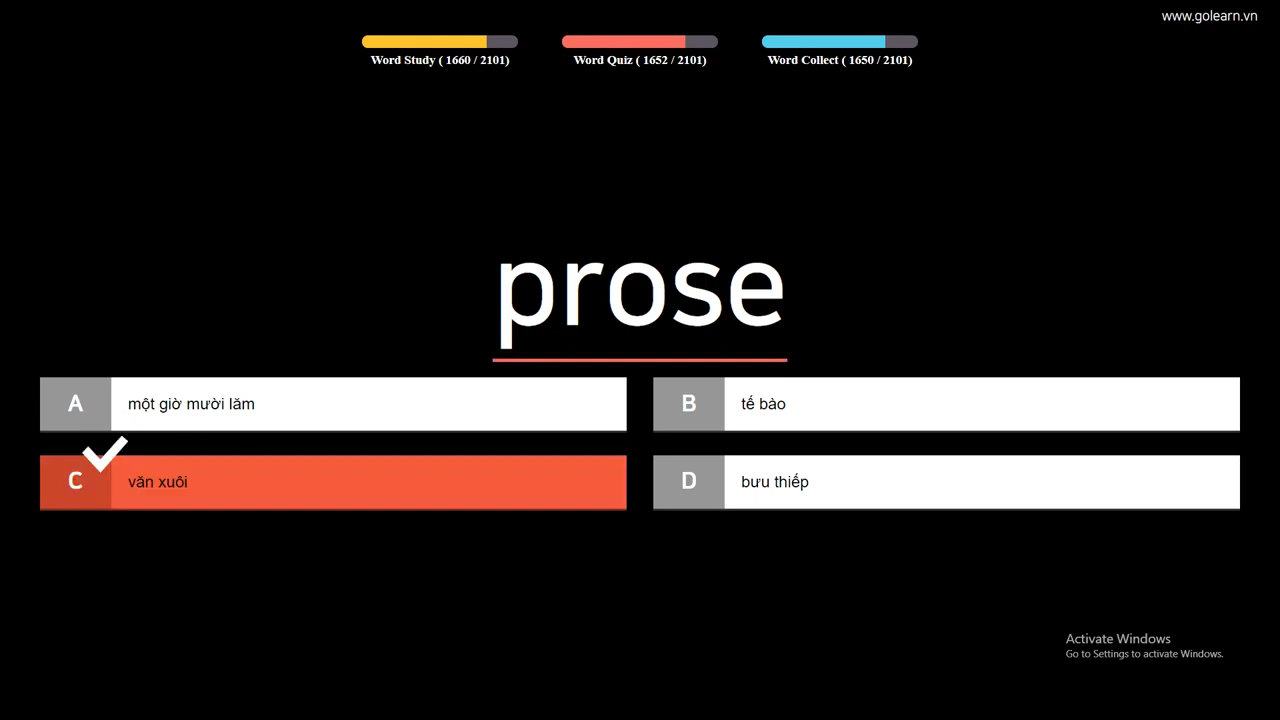 www.golearn.vn
Word Study ( 1660 / 2101)
Word Quiz ( 1652 / 2101)
Word Collect ( 1650 / 2101)
prose
A một giờ mười lăm
B tế bào
C văn xuôi
D bưu thiếp
Activate Windows
Go to Settings to activate Windows.